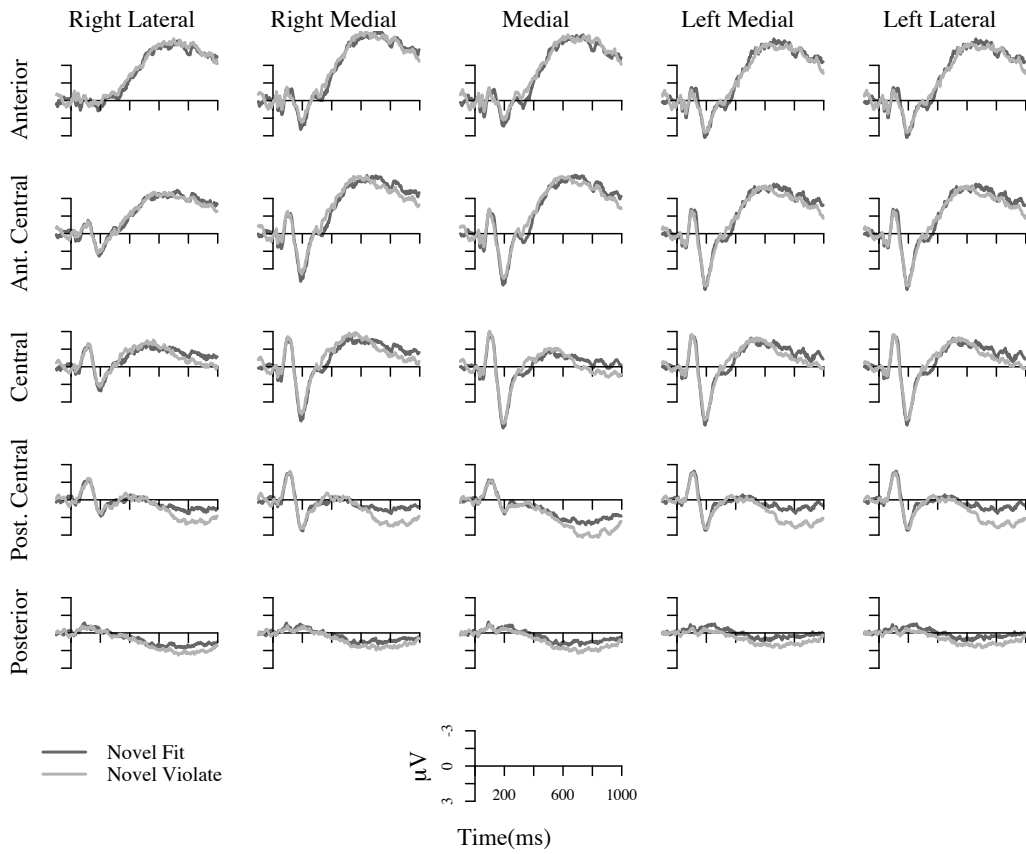 Right Lateral Right Medial Medial Left Medial Left Lateral
Anterior
Ant. Central
Central
Post. Central
Posterior
Novel Fit
Novel Violate
μV
-3
0
3
200 600 1000
Time(ms)